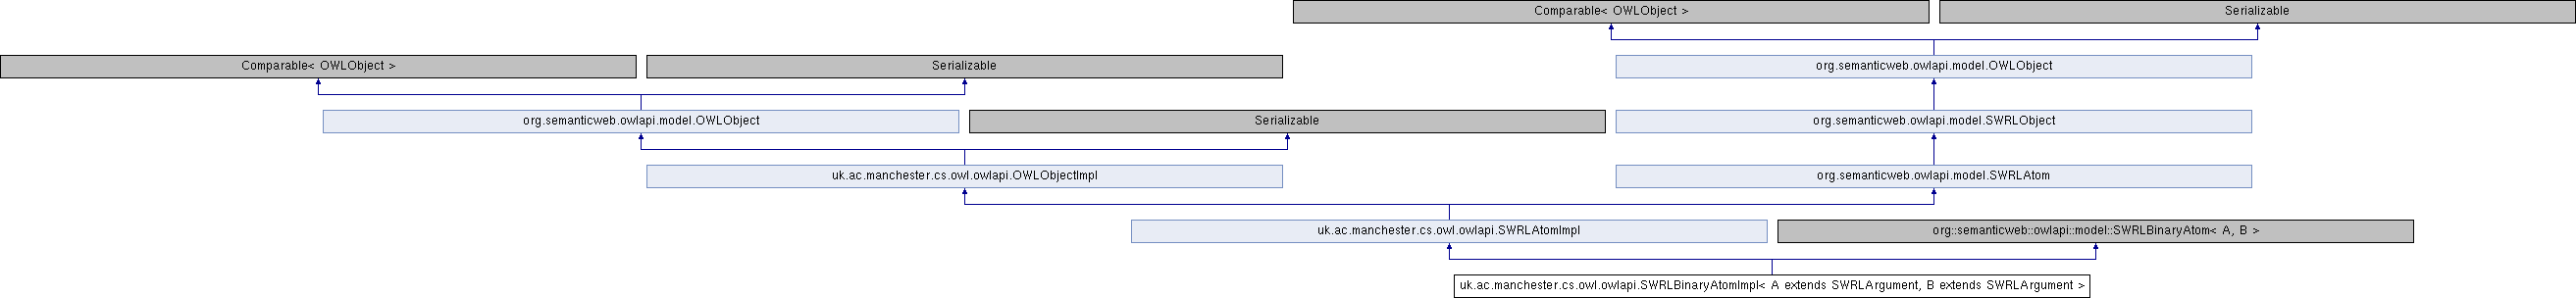 Comparable< OWLObject >
Serializable
Comparable< OWLObject >
Serializable
org.semanticweb.owlapi.model.OWLObject
org.semanticweb.owlapi.model.OWLObject
Serializable
org.semanticweb.owlapi.model.SWRLObject
uk.ac.manchester.cs.owl.owlapi.OWLObjectImpl
org.semanticweb.owlapi.model.SWRLAtom
uk.ac.manchester.cs.owl.owlapi.SWRLAtomImpl
org::semanticweb::owlapi::model::SWRLBinaryAtom< A, B >
uk.ac.manchester.cs.owl.owlapi.SWRLBinaryAtomImpl< A extends SWRLArgument, B extends SWRLArgument >